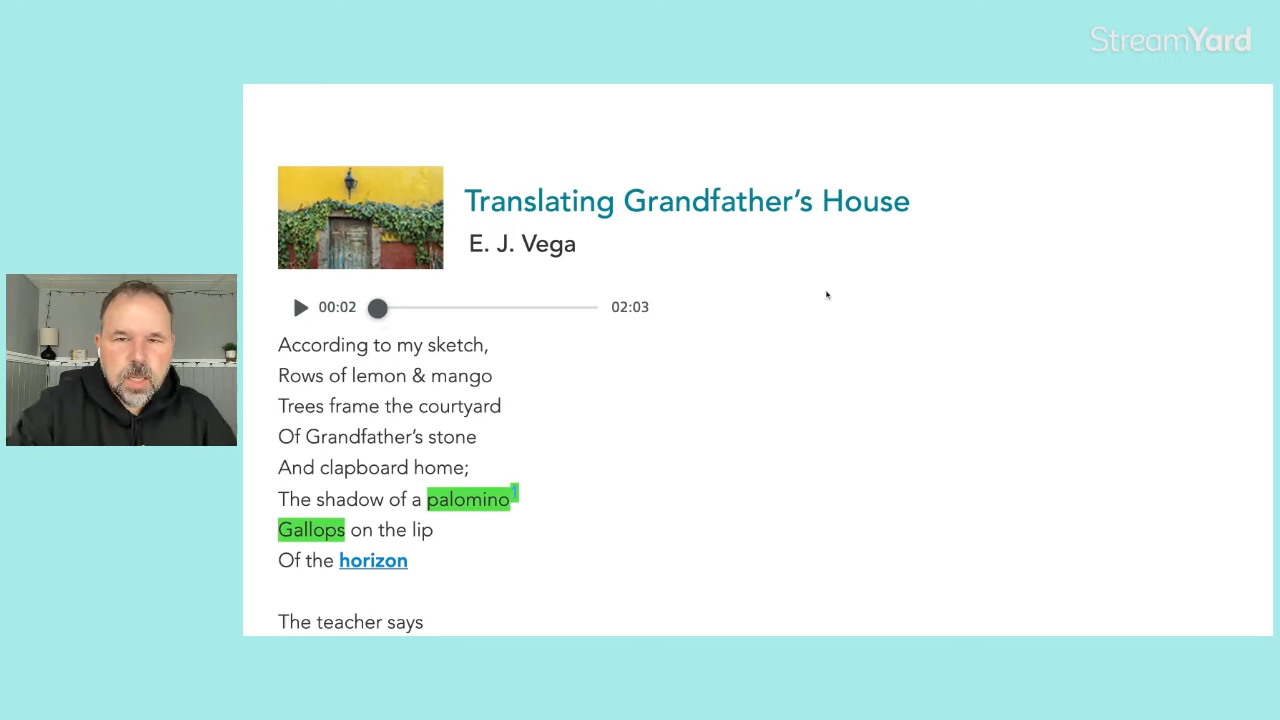 StreamYard
Translating Grandfather's House
E. J. Vega
00:02 02:03
According to my sketch,
Rows of lemon & mango
Trees frame the courtyard
Of Grandfather's stone
And clapboard home;
The shadow of a palomino1
Gallops on the lip
Of the horizon
The teacher says